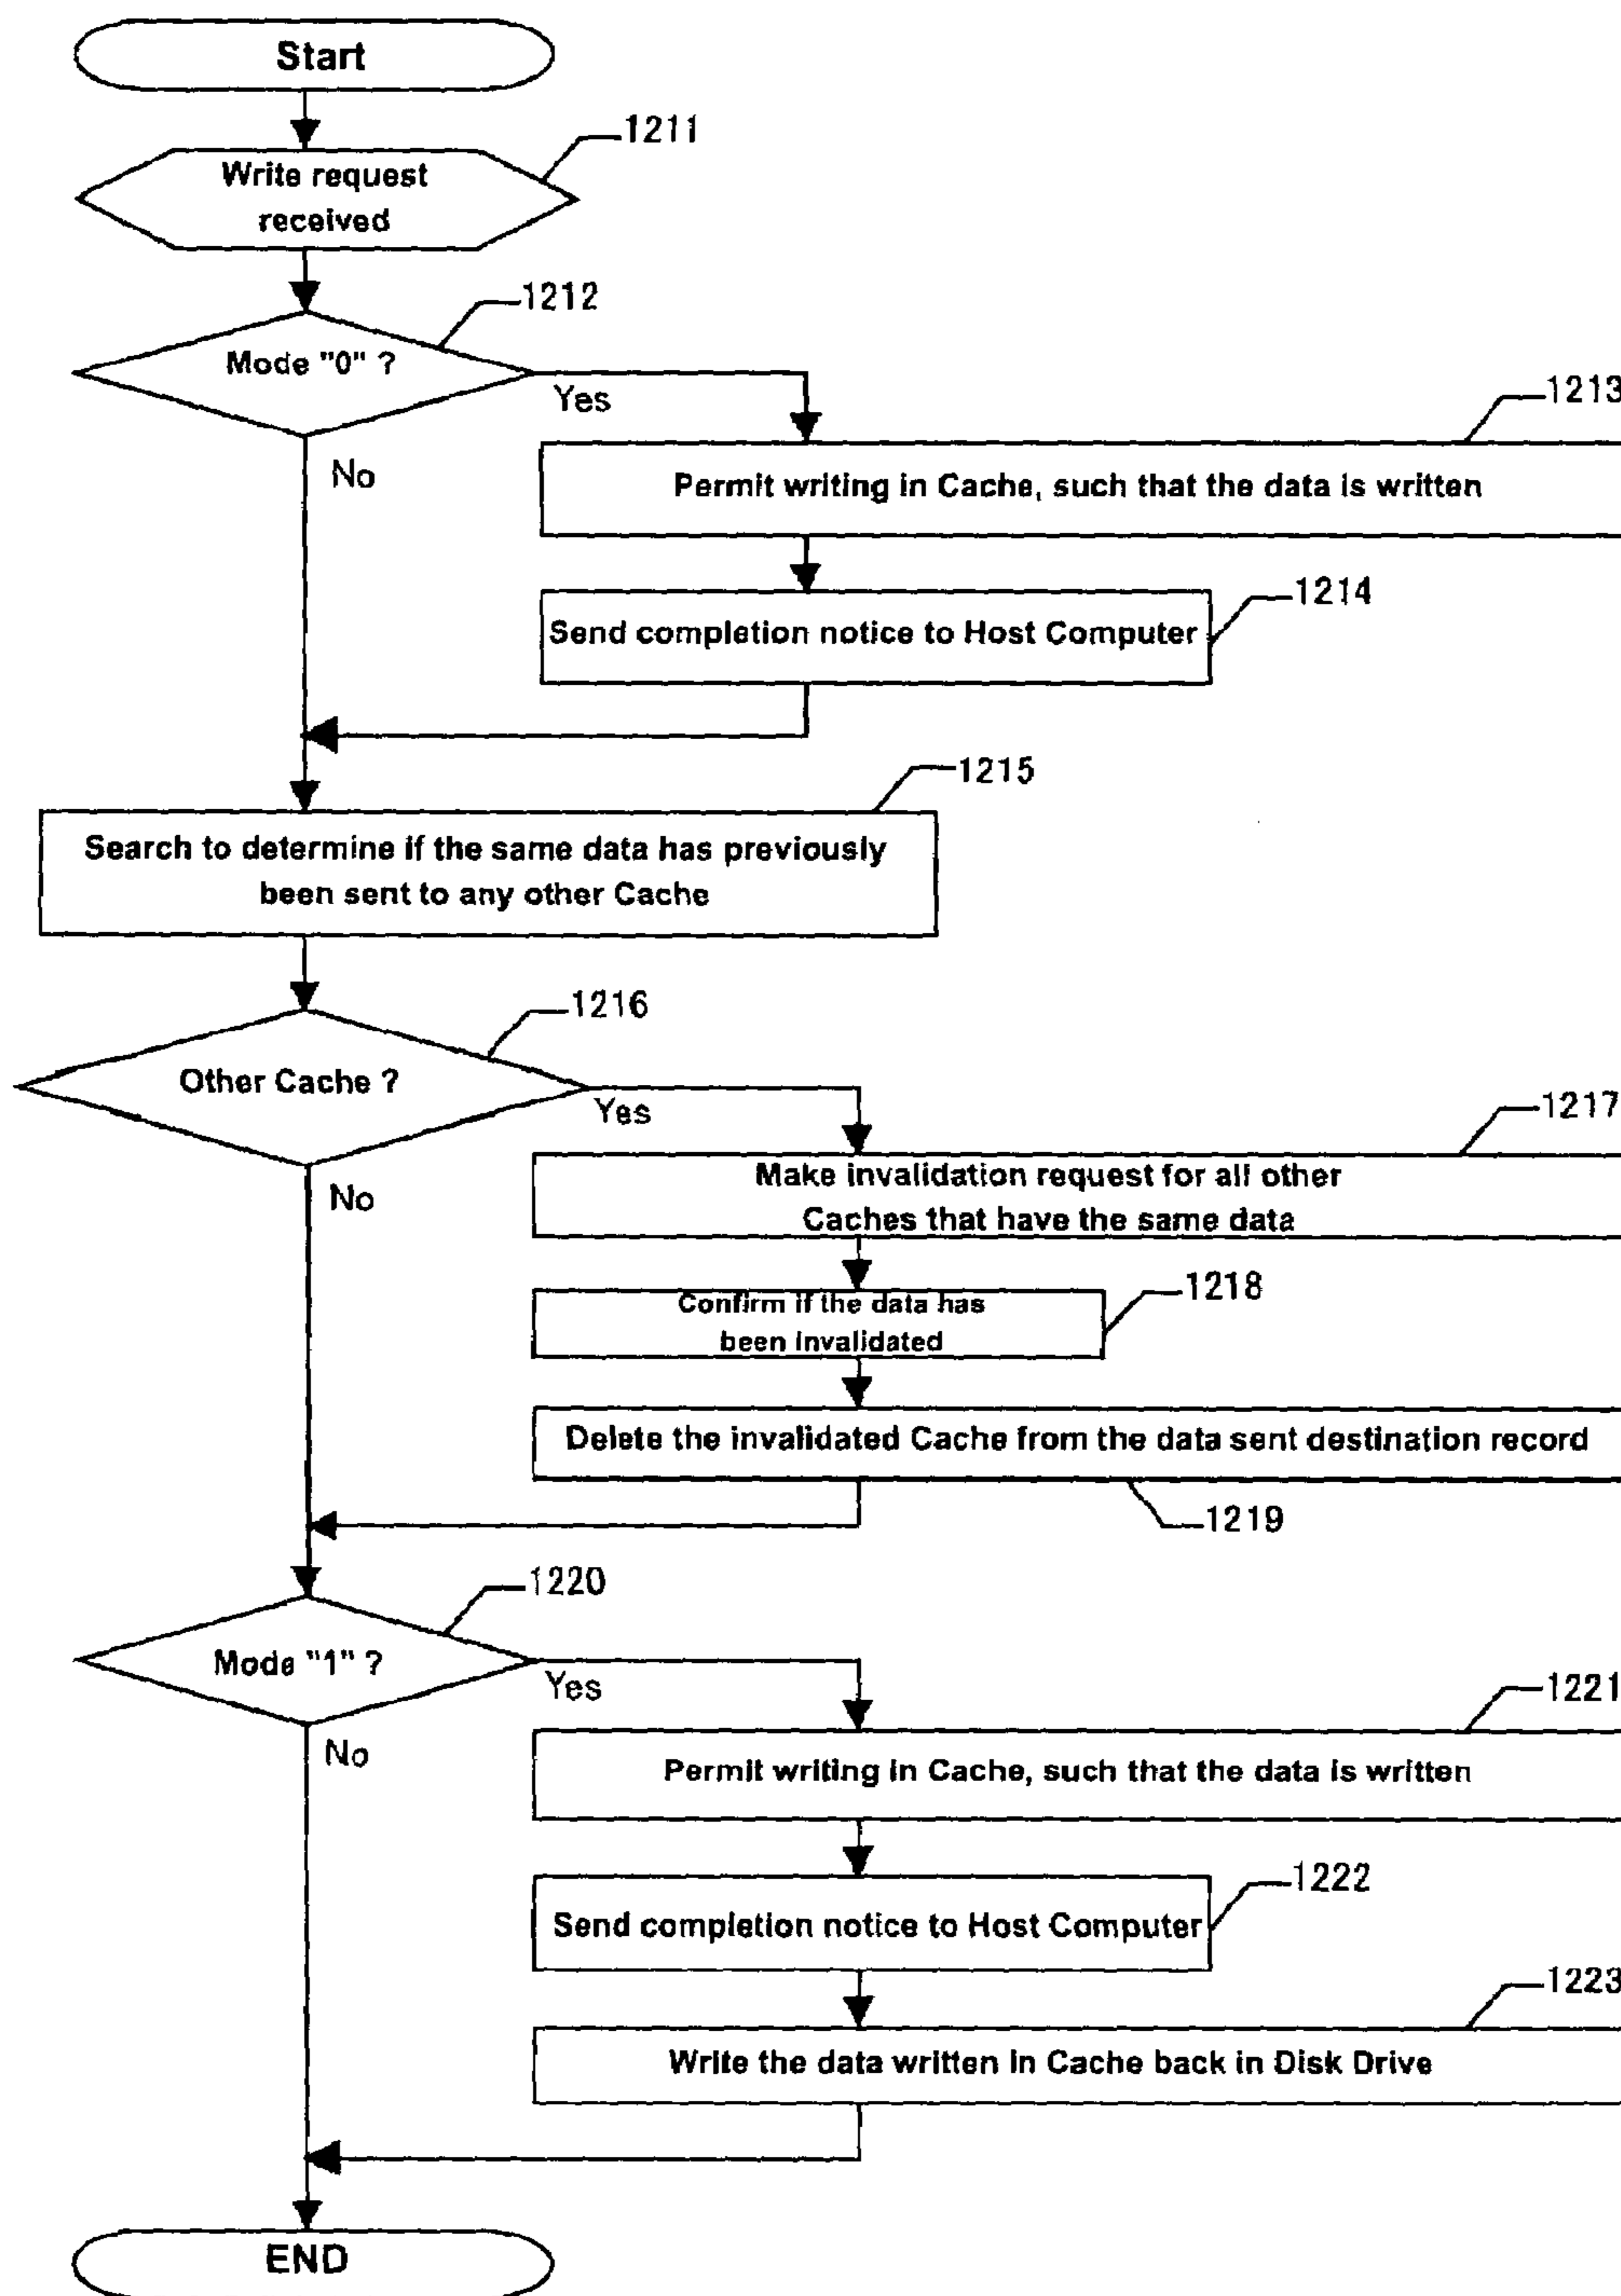 Start
1211
Write request
received
1212
Mode "0" ?
Yes
No
1213
Permit writing in Cache, such that the data is written
1214
Send completion notice to Host Computer
1215
Search to determine if the same data has previously
been sent to any other Cache
1216
Other Cache ?
Yes
No
1217
Make invalidation request for all other
Caches that have the same data
1218
Confirm if the data has
been invalidated
Delete the invalidated Cache from the data sent destination record
1219
1220
Mode "1" ?
Yes
No
1221
Permit writing in Cache, such that the data is written
1222
Send completion notice to Host Computer
1223
Write the data written in Cache back in Disk Drive
END